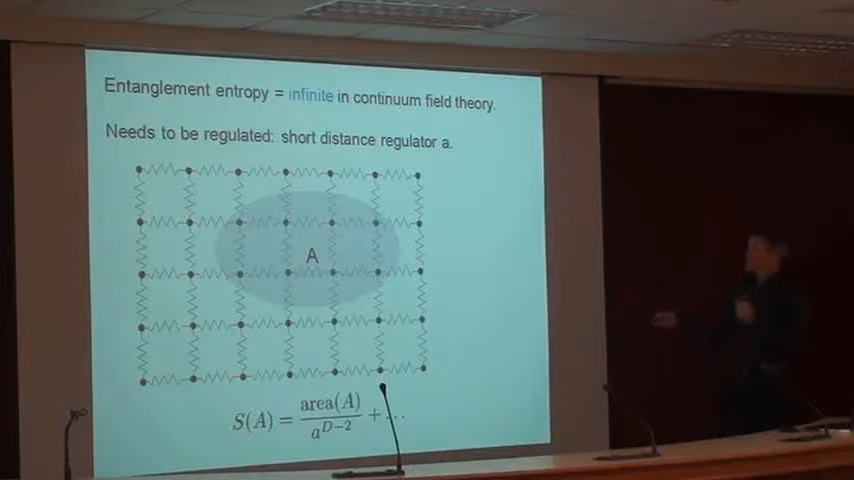 Entanglement entropy = infinite in continuum field theory.
Needs to be regulated: short distance regulator a.
A
S(A) = area(A) / a^{D−2} + ...